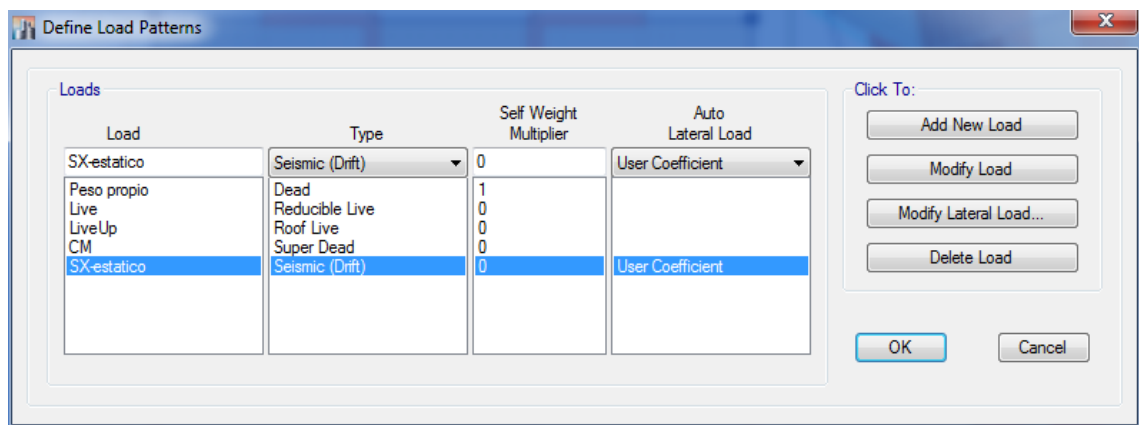 Define Load Patterns
Loads
Click To:
Load Type Self Weight Multiplier Auto Lateral Load
SX-estatico Seismic (Drift) 0 User Coefficient
Peso propio Dead 1
Live Reducible Live 0
LiveUp Roof Live 0
CM Super Dead 0
SX-estatico Seismic (Drift) 0 User Coefficient
Add New Load
Modify Load
Modify Lateral Load...
Delete Load
OK Cancel